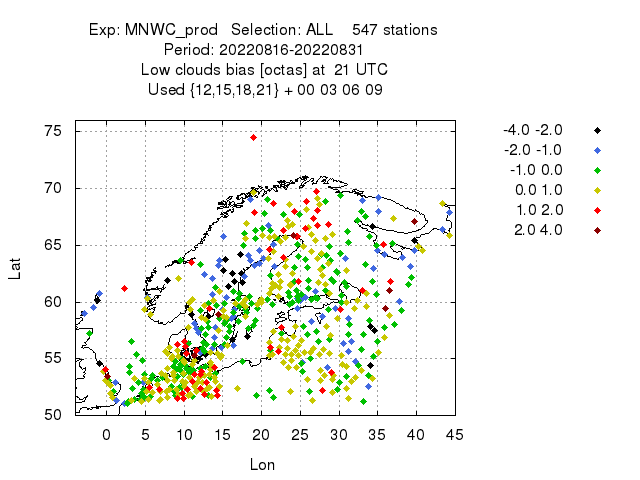 Exp: MNWC_prod Selection: ALL 547 stations
Period: 20220816-20220831
Low clouds bias [octas] at 21 UTC
Used {12,15,18,21} + 00 03 06 09
-4.0 -2.0
-2.0 -1.0
-1.0 0.0
0.0 1.0
1.0 2.0
2.0 4.0
75
70
65
60
55
50
Lat
0 5 10 15 20 25 30 35 40 45
Lon